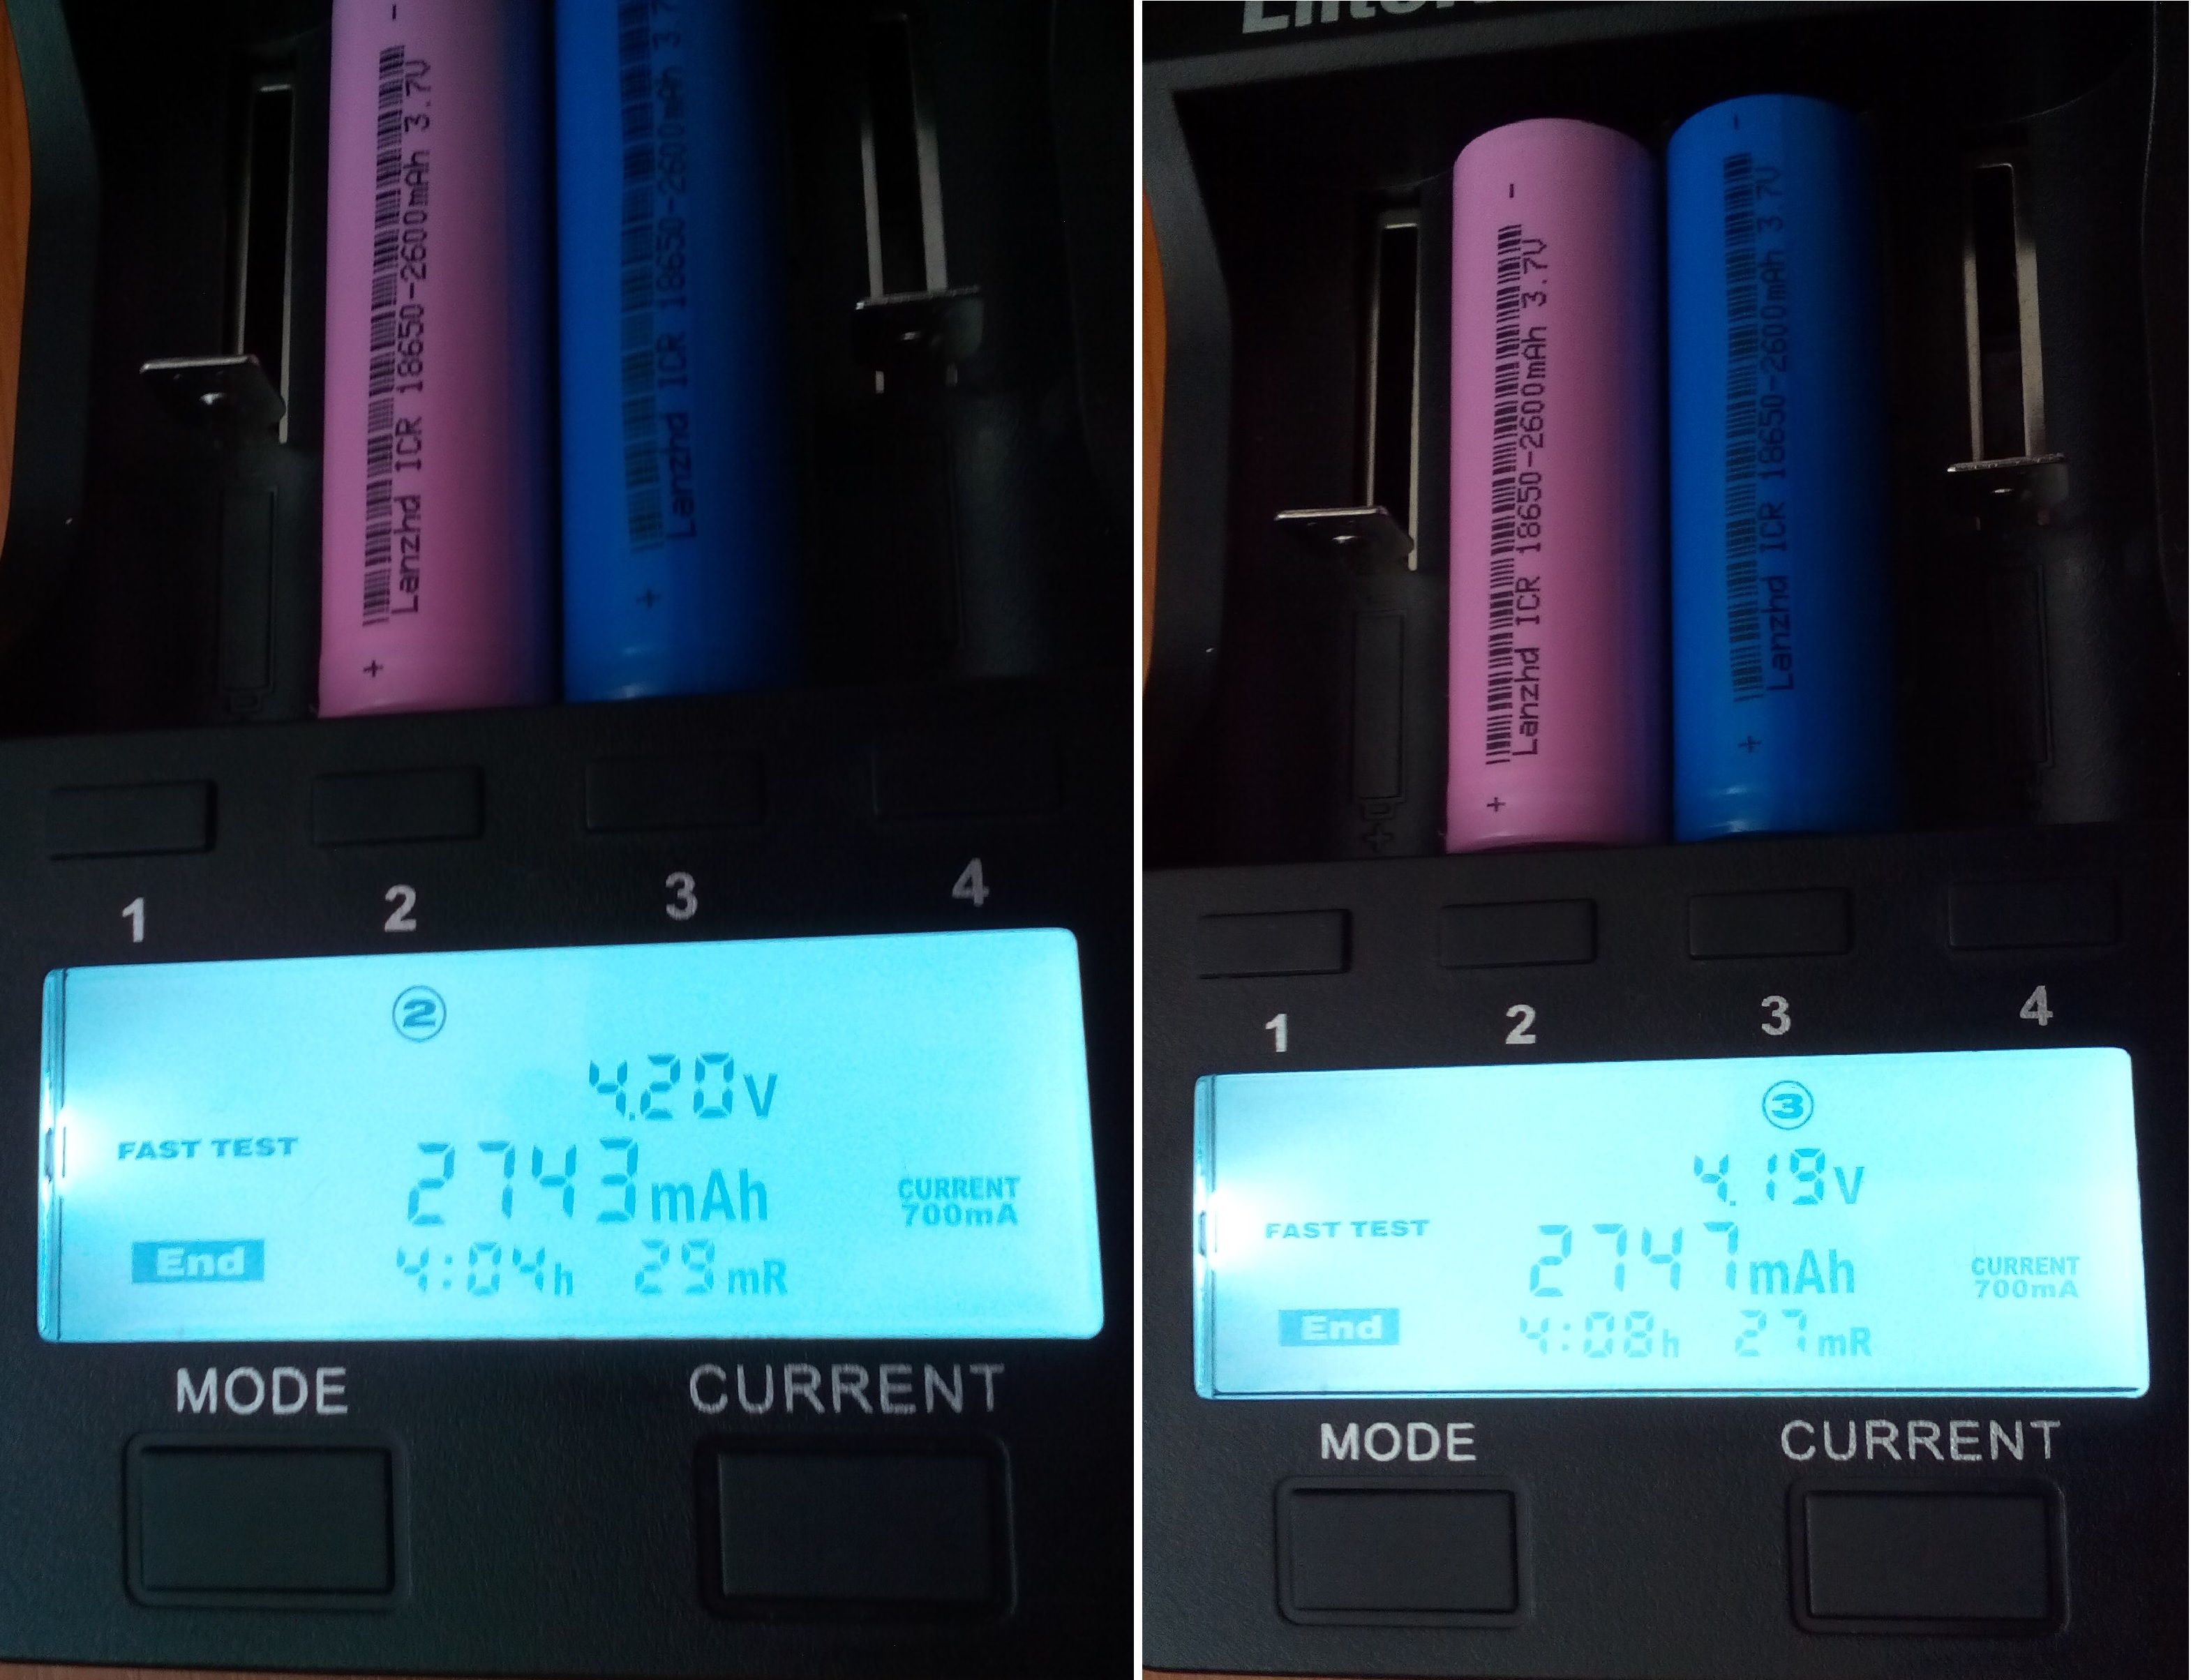 -
Lanzhd ICR 18650-2600mAh 3.7V
+
Lanzhd ICR 18650-2600mAh 3.7
+
1 2 3 4
2
4.20V
FAST TEST
2743mAh
CURRENT
700mA
End
4:04h 29mR
MODE CURRENT
-
Lanzhd ICR 18650-2600mAh 3.7V
+
-
Lanzhd ICR 18650-2600mAh 3.7V
+
1 2 3 4
3
4.19V
FAST TEST
2747mAh
CURRENT
700mA
End
4:08h 27mR
MODE CURRENT